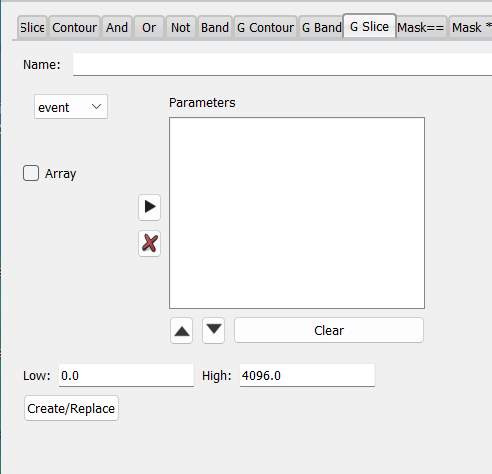 Slice Contour And Or Not Band G Contour G Band G Slice Mask== Mask *
Name:
event
Parameters
Array
Clear
Low: 0.0 High: 4096.0
Create/Replace